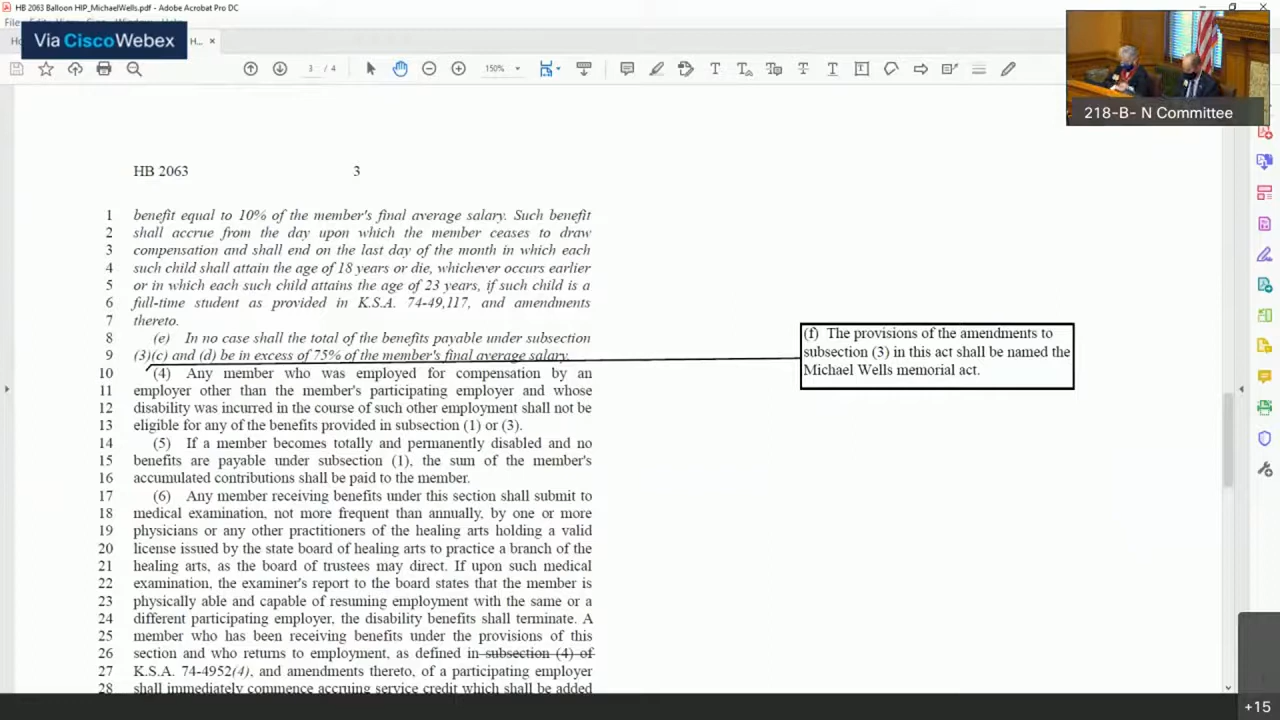 HB 2063 Balloon HIP_MichaelWells.pdf - Adobe Acrobat Pro DC
Via CiscoWebex
H...
3 / 4
150%
218-B- N Committee
HB 2063 3
1 benefit equal to 10% of the member's final average salary. Such benefit
2 shall accrue from the day upon which the member ceases to draw
3 compensation and shall end on the last day of the month in which each
4 such child shall attain the age of 18 years or die, whichever occurs earlier
5 or in which each such child attains the age of 23 years, if such child is a
6 full-time student as provided in K.S.A. 74-49,117, and amendments
7 thereto.
8 (e) In no case shall the total of the benefits payable under subsection
9 (3)(c) and (d) be in excess of 75% of the member's final average salary.
(f) The provisions of the amendments to
subsection (3) in this act shall be named the
Michael Wells memorial act.
10 (4) Any member who was employed for compensation by an
11 employer other than the member's participating employer and whose
12 disability was incurred in the course of such other employment shall not be
13 eligible for any of the benefits provided in subsection (1) or (3).
14 (5) If a member becomes totally and permanently disabled and no
15 benefits are payable under subsection (1), the sum of the member's
16 accumulated contributions shall be paid to the member.
17 (6) Any member receiving benefits under this section shall submit to
18 medical examination, not more frequent than annually, by one or more
19 physicians or any other practitioners of the healing arts holding a valid
20 license issued by the state board of healing arts to practice a branch of the
21 healing arts, as the board of trustees may direct. If upon such medical
22 examination, the examiner's report to the board states that the member is
23 physically able and capable of resuming employment with the same or a
24 different participating employer, the disability benefits shall terminate. A
25 member who has been receiving benefits under the provisions of this
26 section and who returns to employment, as defined in subsection (4) of
27 K.S.A. 74-4952(4), and amendments thereto, of a participating employer
28 shall immediately commence accruing service credit which shall be added
+15